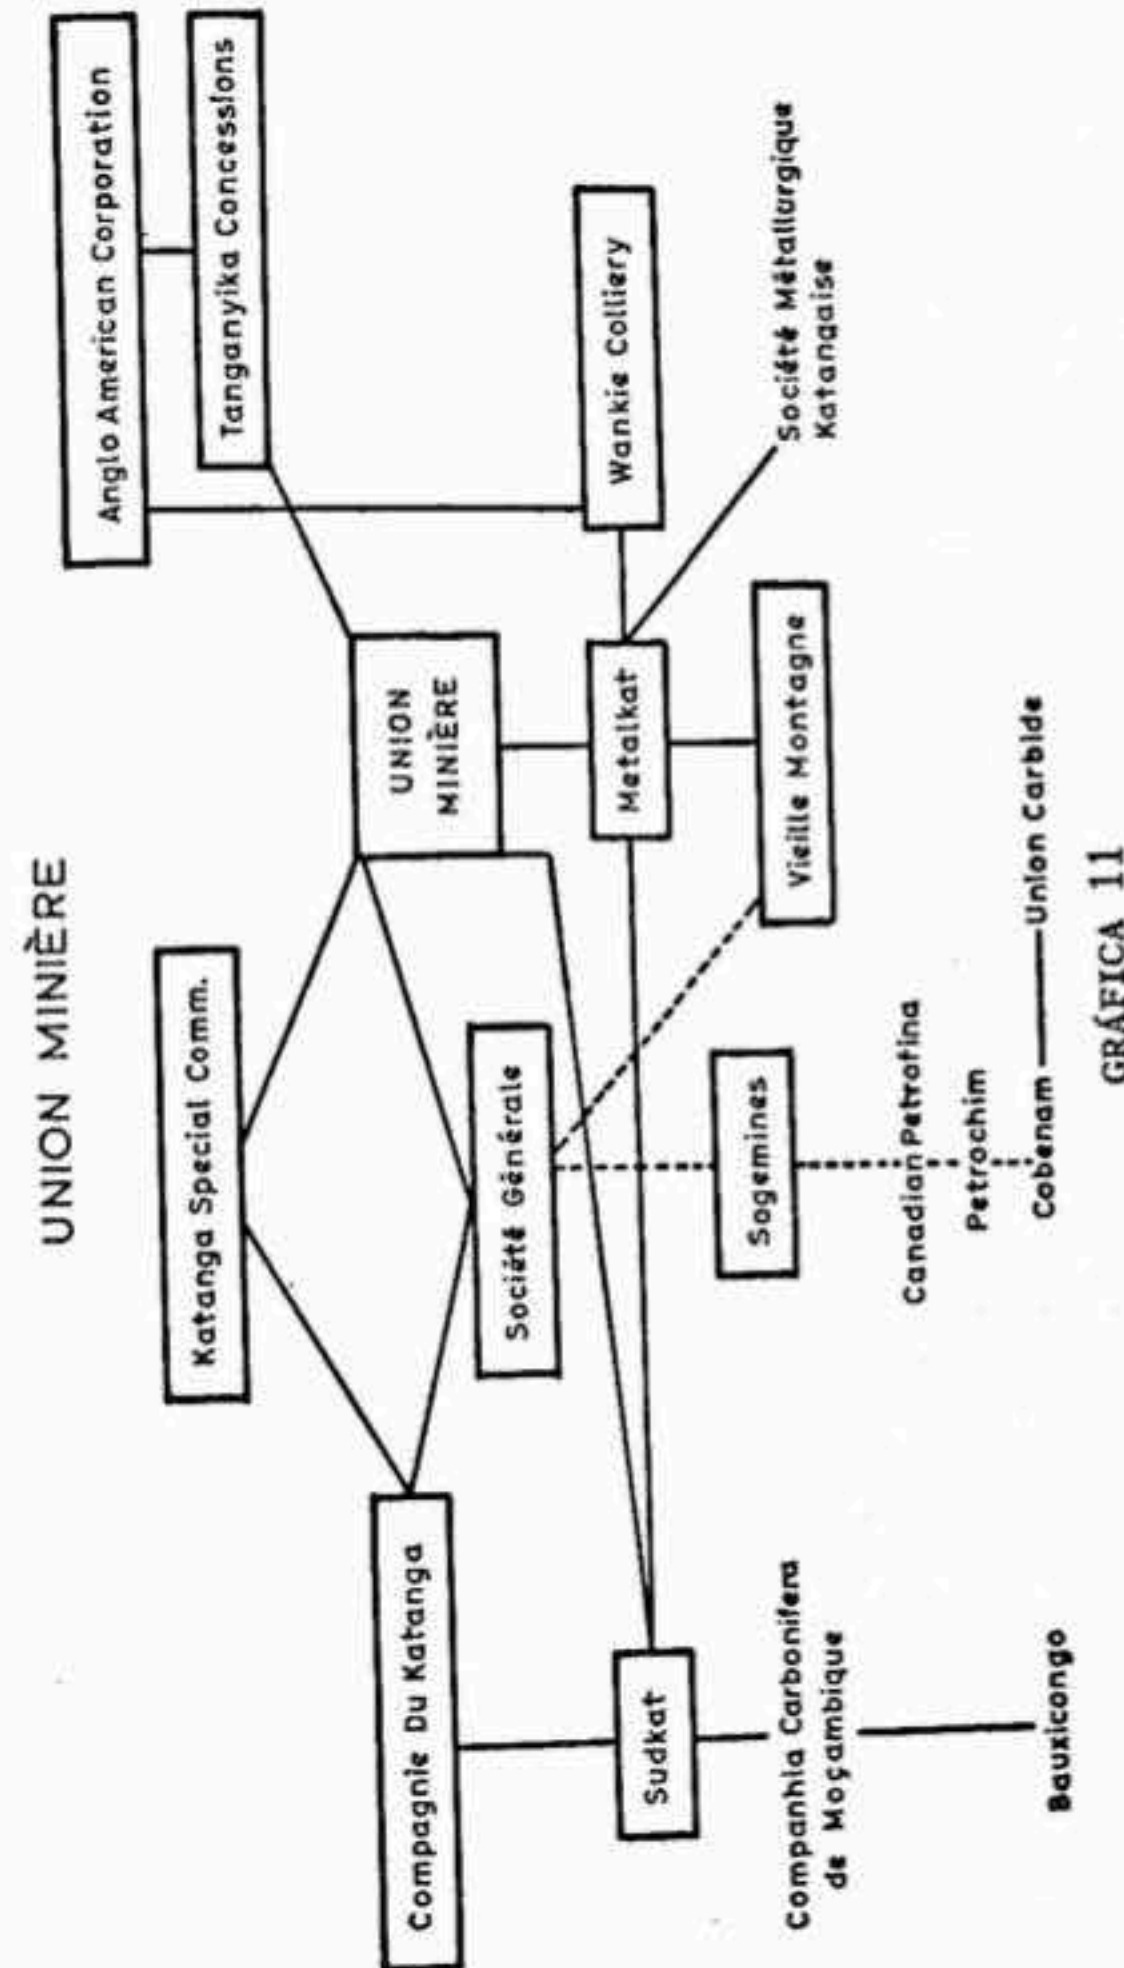 UNION MINIÈRE
Anglo American Corporation
Katanga Special Comm.
Tanganyika Concessions
Compagnie Du Katanga
UNION
MINIÈRE
Société Générale
Metalkat
Wankie Colliery
Sudkat
Sogemines
Vieille Montagne
Société Métallurgique
Katangaise
Companhia Carbonifera
de Moçambique
Canadian Petrofina
Petrochim
Bauxicongo
Cobenam
Union Carbide
GRÁFICA 11